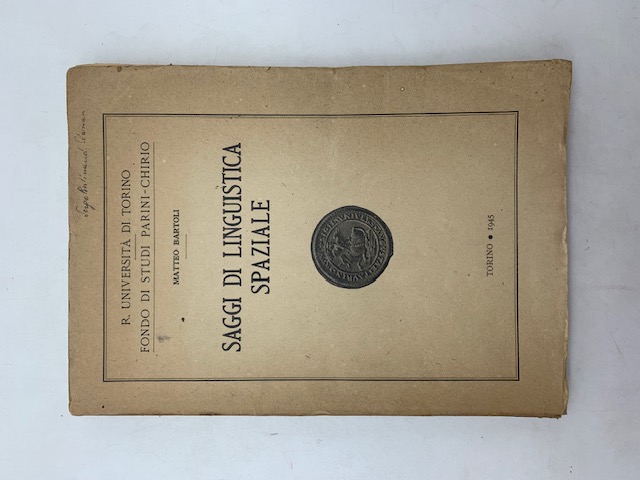 R. UNIVERSITÀ DI TORINO
FONDO DI STUDI PARINI-CHIRIO
MATTEO BARTOLI
SAGGI DI LINGUISTICA
SPAZIALE
TORINO • 1945